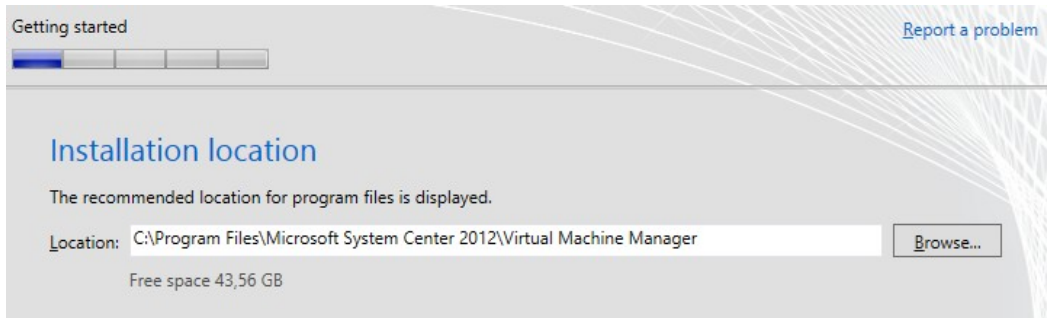 Getting started
Report a problem
Installation location
The recommended location for program files is displayed.
Location: C:\Program Files\Microsoft System Center 2012\Virtual Machine Manager Browse...
Free space 43,56 GB